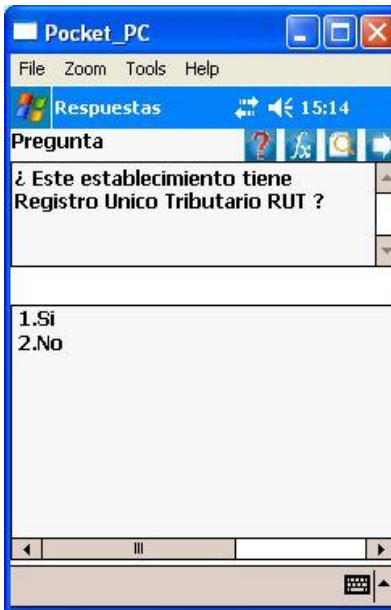 Pocket_PC
File Zoom Tools Help
Respuestas 15:14
Pregunta
¿ Este establecimiento tiene
Registro Unico Tributario RUT ?
1.Si
2.No